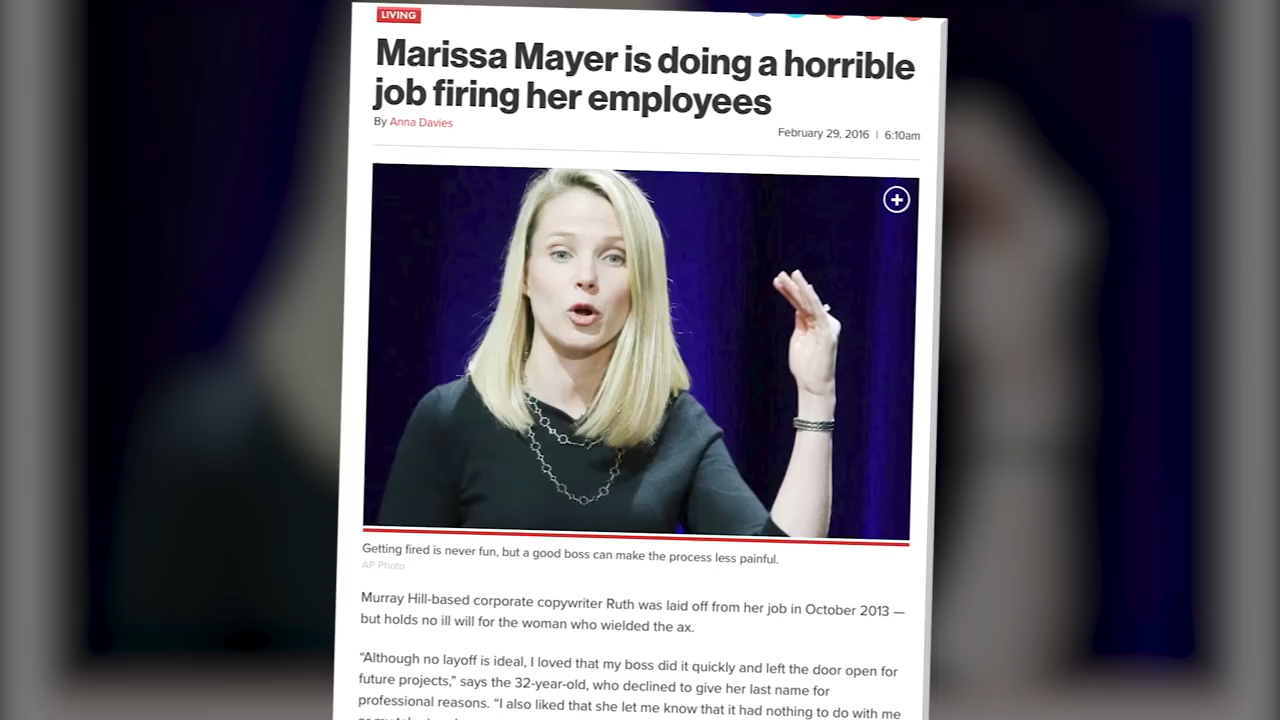 LIVING
Marissa Mayer is doing a horrible
job firing her employees
By Anna Davies
February 29, 2016 | 6:10am
Getting fired is never fun, but a good boss can make the process less painful.
AP Photo
Murray Hill-based corporate copywriter Ruth was laid off from her job in October 2013 —
but holds no ill will for the woman who wielded the ax.
“Although no layoff is ideal, I loved that my boss did it quickly and left the door open for
future projects,” says the 32-year-old, who declined to give her last name for
professional reasons. “I also liked that she let me know that it had nothing to do with me